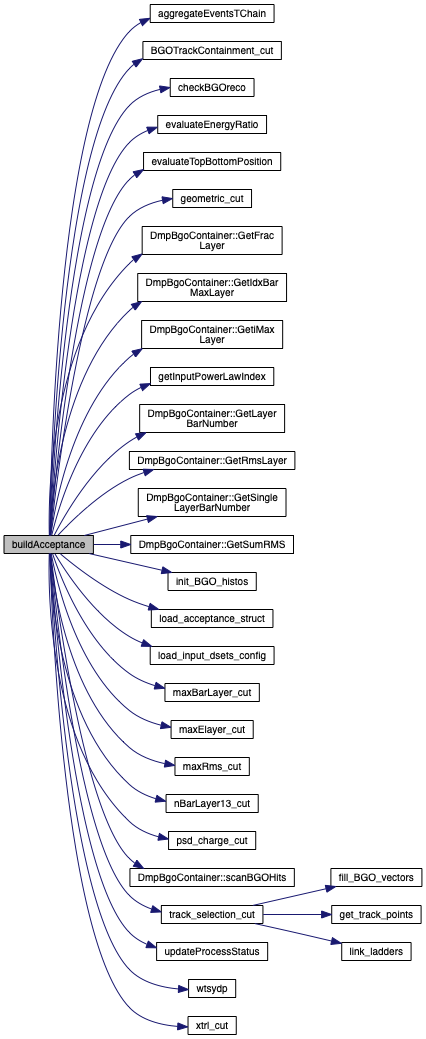 aggregateEventsTChain
BGOTrackContainment_cut
checkBGOreco
evaluateEnergyRatio
evaluateTopBottomPosition
geometric_cut
DmpBgoContainer::GetFrac
Layer
DmpBgoContainer::GetIdxBar
MaxLayer
DmpBgoContainer::GetiMax
Layer
getInputPowerLawIndex
DmpBgoContainer::GetLayer
BarNumber
DmpBgoContainer::GetRmsLayer
DmpBgoContainer::GetSingle
LayerBarNumber
buildAcceptance
DmpBgoContainer::GetSumRMS
init_BGO_histos
load_acceptance_struct
load_input_dsets_config
maxBarLayer_cut
maxElayer_cut
maxRms_cut
nBarLayer13_cut
psd_charge_cut
DmpBgoContainer::scanBGOHits
track_selection_cut
fill_BGO_vectors
get_track_points
link_ladders
updateProcessStatus
wtsydp
xtrl_cut